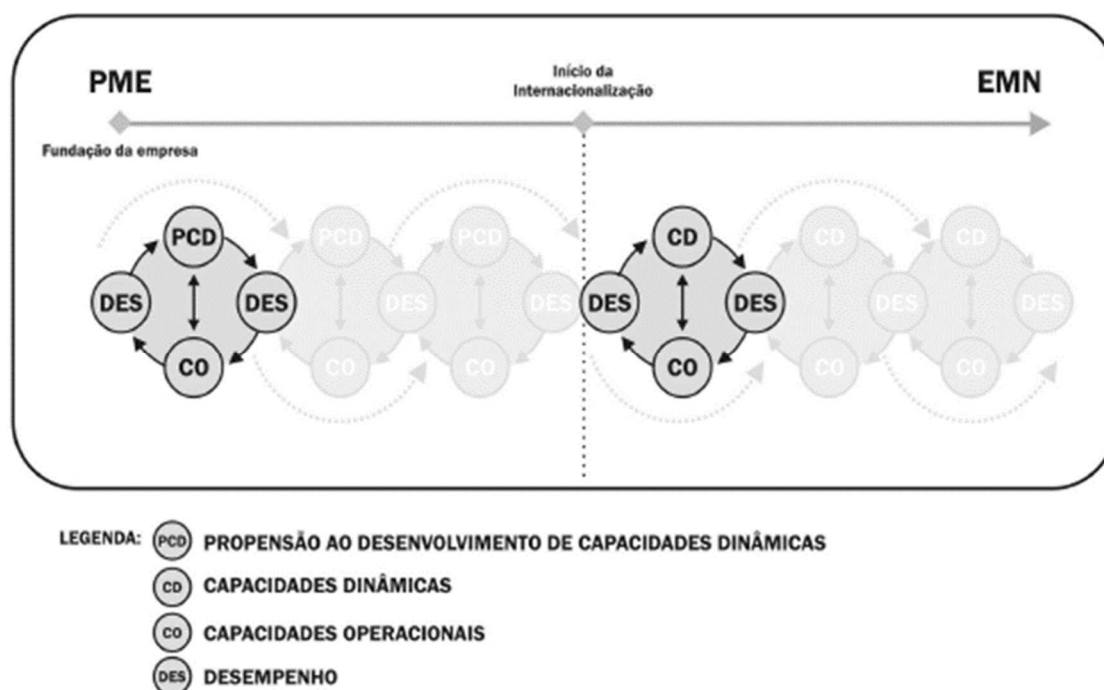 PME
Início da
Internacionalização
EMN
Fundação da empresa
PCD PCD PCD CD CD CD
DES DES DES DES DES DES DES DES
CO CO CO CO CO CO
LEGENDA:
PCD PROPENSÃO AO DESENVOLVIMENTO DE CAPACIDADES DINÂMICAS
CD CAPACIDADES DINÂMICAS
CO CAPACIDADES OPERACIONAIS
DES DESEMPENHO